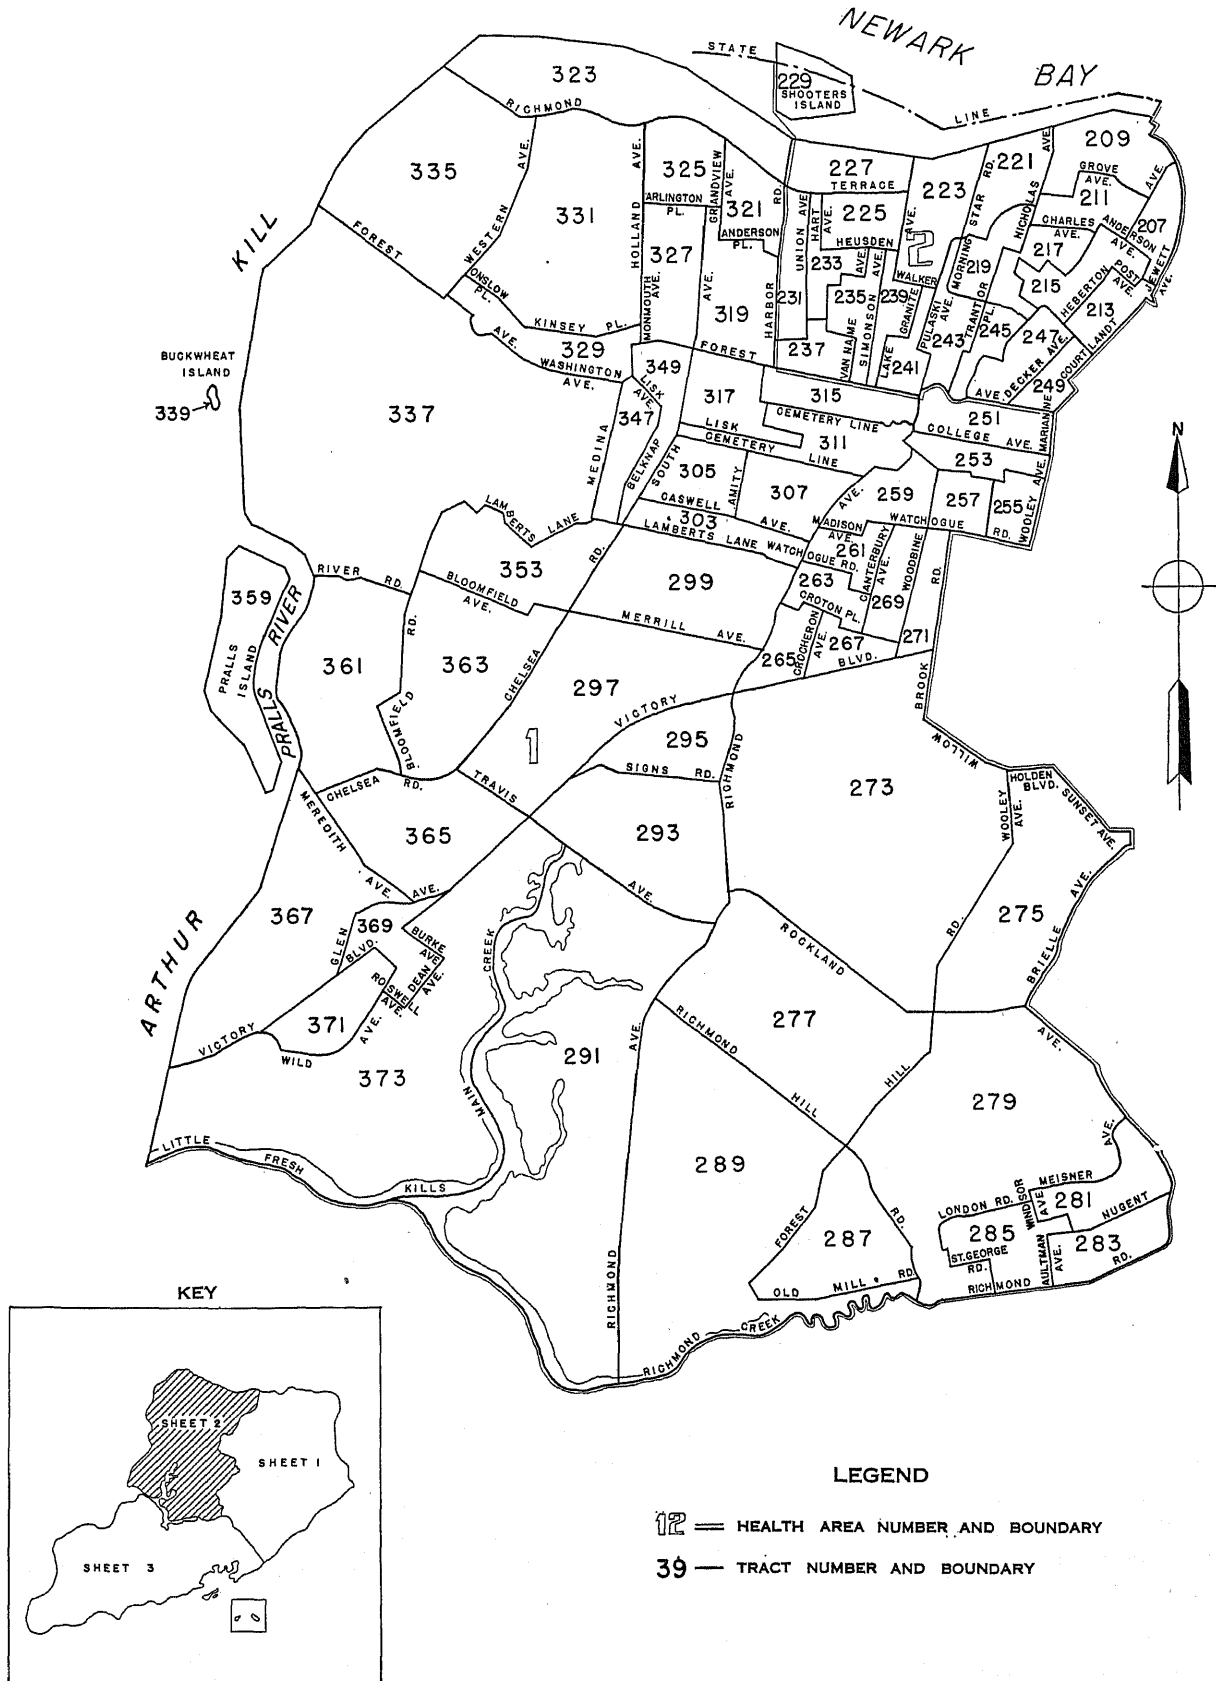 NEWARK
BAY
STATE
LINE
323
229
SHOOTERS
ISLAND
RICHMOND
AVE.
335
WESTERN
AVE.
331
HOLLAND
AVE.
325
GRANDVIEW
AVE.
ARLINGTON
PL.
321
ANDERSON
PL.
327
MONMOUTH
AVE.
319
HARBOR
RD.
227
TERRACE
UNION AVE
HART
AVE.
225
HEUSDEN
223
AVE.
2
WALKER
221
STAR RD.
MORNING
NICHOLAS
AVE
209
GROVE
AVE.
211
CHARLES
AVE.
ANDERSON
AVE.
207
JEWETT
AVE.
217
215
HEBERTON
POST
AVE.
213
219
TRANTOR
PL.
245
247
DECKER AVE.
COURTLANDT
249
231
233
235
AVE.
VAN NAME
SIMONSON
AVE.
239
LAKE
GRANITE
PULASKI
AVE.
243
241
237
KILL
FOREST
AVE.
ONSLOW
PL.
KINSEY PL.
329
WASHINGTON
AVE.
349
LISK
AVE.
347
FOREST
AVE.
317
315
CEMETERY LINE
LISK
311
CEMETERY
LINE
251
COLLEGE AVE.
MARIANNE
253
BUCKWHEAT
ISLAND
339
337
MEDINA
BELKNAP
SOUTH
305
AMITY
CASWELL
AVE.
307
303
AVE.
259
257
255
WOOLEY
AVE.
MADISON
AVE.
WATCHOGUE
RD.
LAMBERTS
LANE
LAMBERTS LANE
WATCHOGUE RD.
261
CANTERBURY
AVE.
WOODBINE
RD.
353
BLOOMFIELD
AVE.
299
263
CROTON PL.
269
271
MERRILL AVE.
265
CROCHERON
AVE.
267
BLVD.
RIVER RD.
359
PRALLS
ISLAND
PRALLS RIVER
361
BLOOMFIELD
RD.
363
CHELSEA
RD.
297
VICTORY
1
295
SIGNS RD.
RICHMOND
BROOK
WILLOW
273
HOLDEN
BLVD.
SUNSET AVE.
WOOLEY
AVE.
CHELSEA
RD.
TRAVIS
AVE.
MEREDITH
AVE.
365
293
275
BRIELLE
AVE.
ARTHUR
367
AVE.
369
GLEN
BLVD.
BURKE
AVE
DEAN
AVE.
ROSWELL
AVE.
371
VICTORY
WILD
AVE.
373
MAIN
CREEK
291
RICHMOND
AVE.
ROCKLAND
AVE.
277
RICHMOND
HILL
RD.
FOREST
HILL
RD.
279
289
287
OLD MILL RD.
LITTLE
FRESH
KILLS
RICHMOND
CREEK
LONDON RD.
WINDSOR
AVE
MEISNER
AVE.
281
NUGENT
285
ST. GEORGE
RD.
AULTMAN
AVE.
283
RICHMOND
RD.
N
KEY
SHEET 2
SHEET 1
SHEET 3
LEGEND
12 = HEALTH AREA NUMBER AND BOUNDARY
39 — TRACT NUMBER AND BOUNDARY